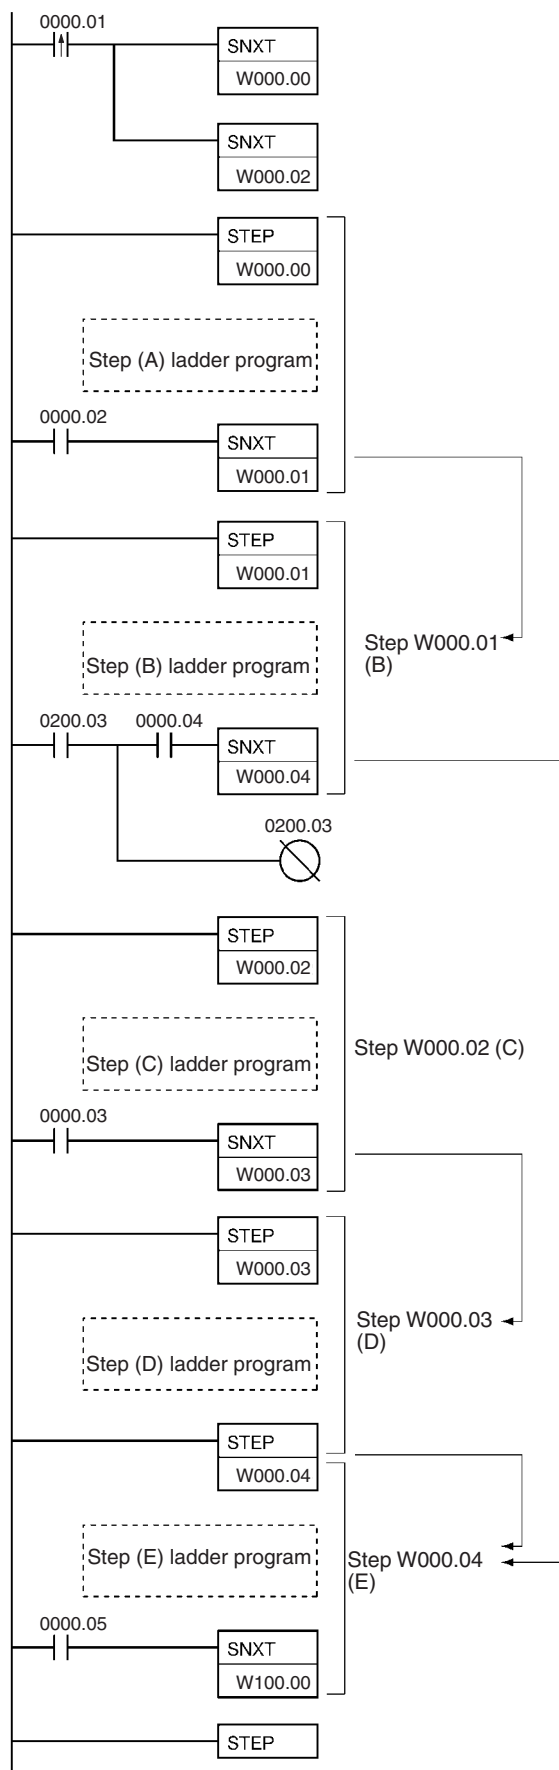 0000.01
SNXT
W000.00
SNXT
W000.02
STEP
W000.00
Step (A) ladder program
0000.02
SNXT
W000.01
STEP
W000.01
Step W000.01
(B)
Step (B) ladder program
0200.03 0000.04
SNXT
W000.04
0200.03
STEP
W000.02
Step W000.02 (C)
Step (C) ladder program
0000.03
SNXT
W000.03
STEP
W000.03
Step W000.03
(D)
Step (D) ladder program
STEP
W000.04
Step (E) ladder program
Step W000.04
(E)
0000.05
SNXT
W100.00
STEP